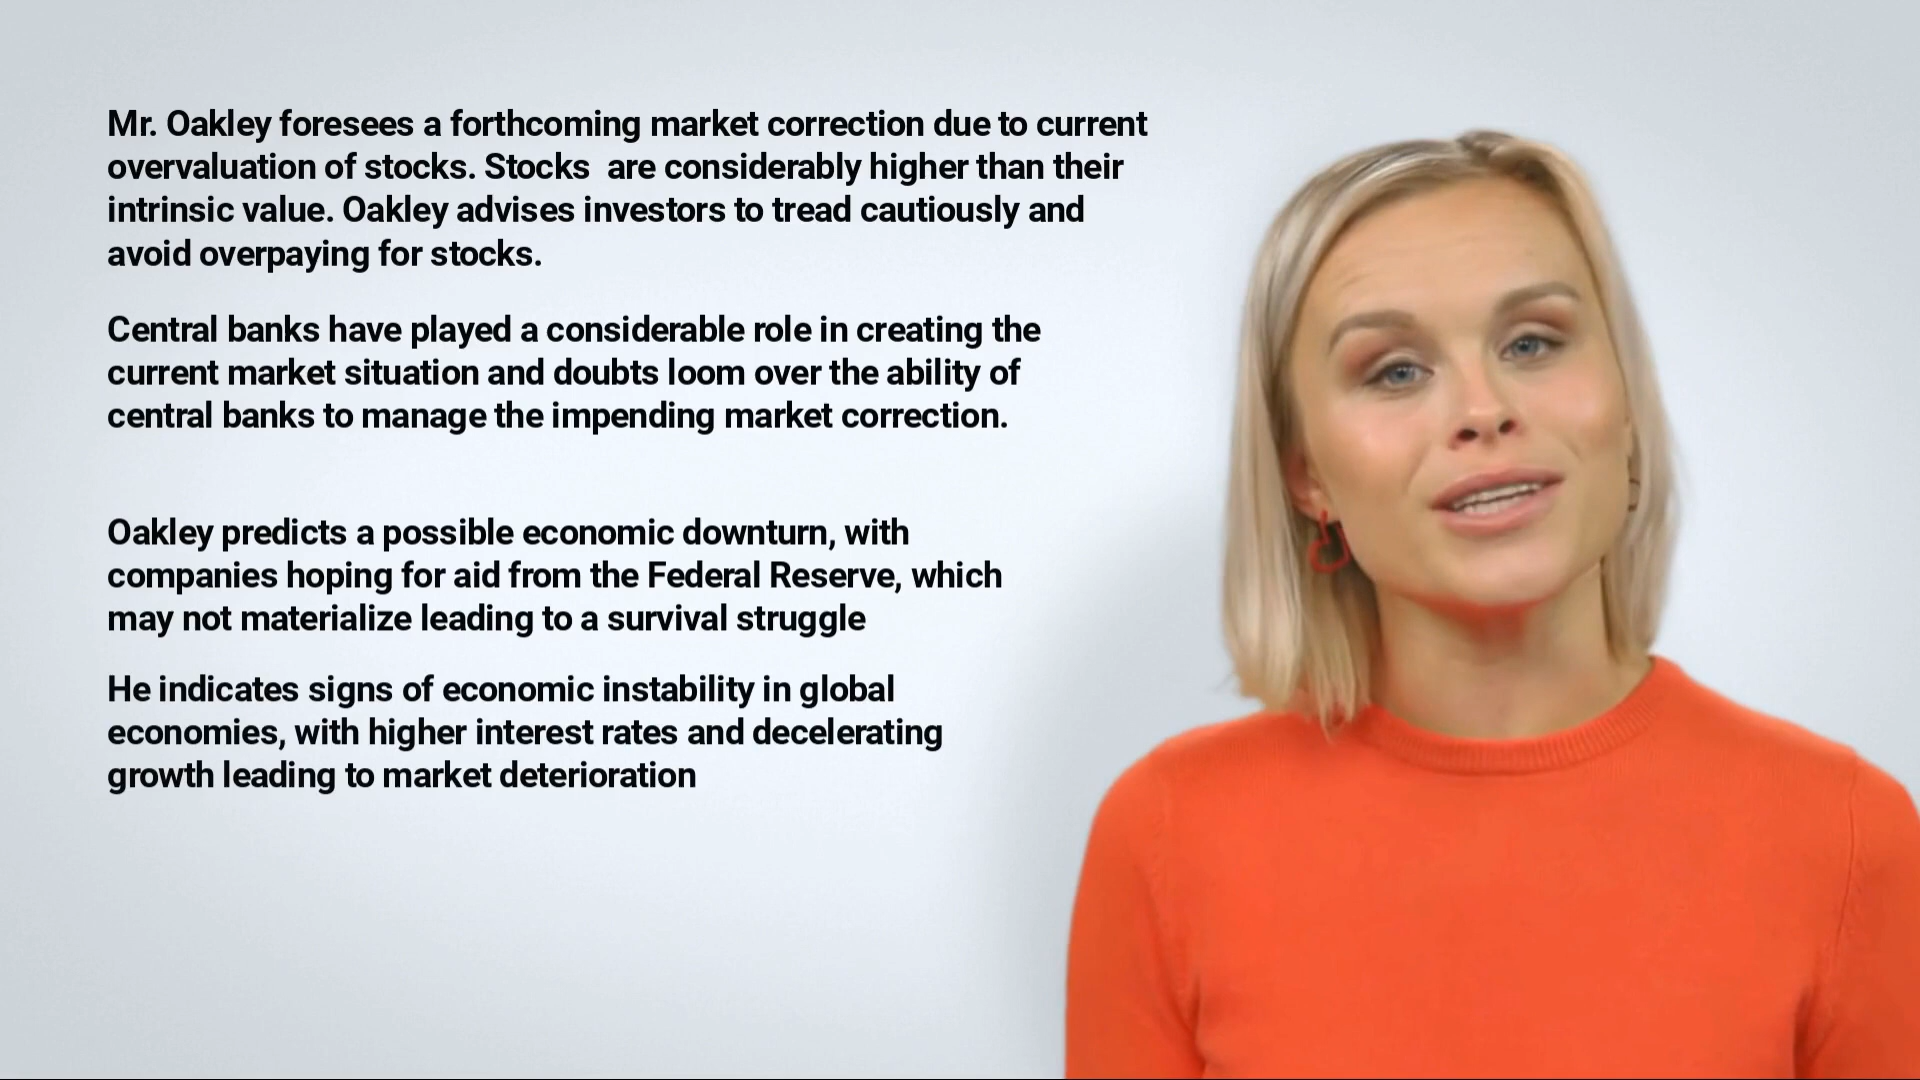 Mr. Oakley foresees a forthcoming market correction due to current
overvaluation of stocks. Stocks  are considerably higher than their
intrinsic value. Oakley advises investors to tread cautiously and
avoid overpaying for stocks.
Central banks have played a considerable role in creating the
current market situation and doubts loom over the ability of
central banks to manage the impending market correction.
Oakley predicts a possible economic downturn, with
companies hoping for aid from the Federal Reserve, which
may not materialize leading to a survival struggle
He indicates signs of economic instability in global
economies, with higher interest rates and decelerating
growth leading to market deterioration